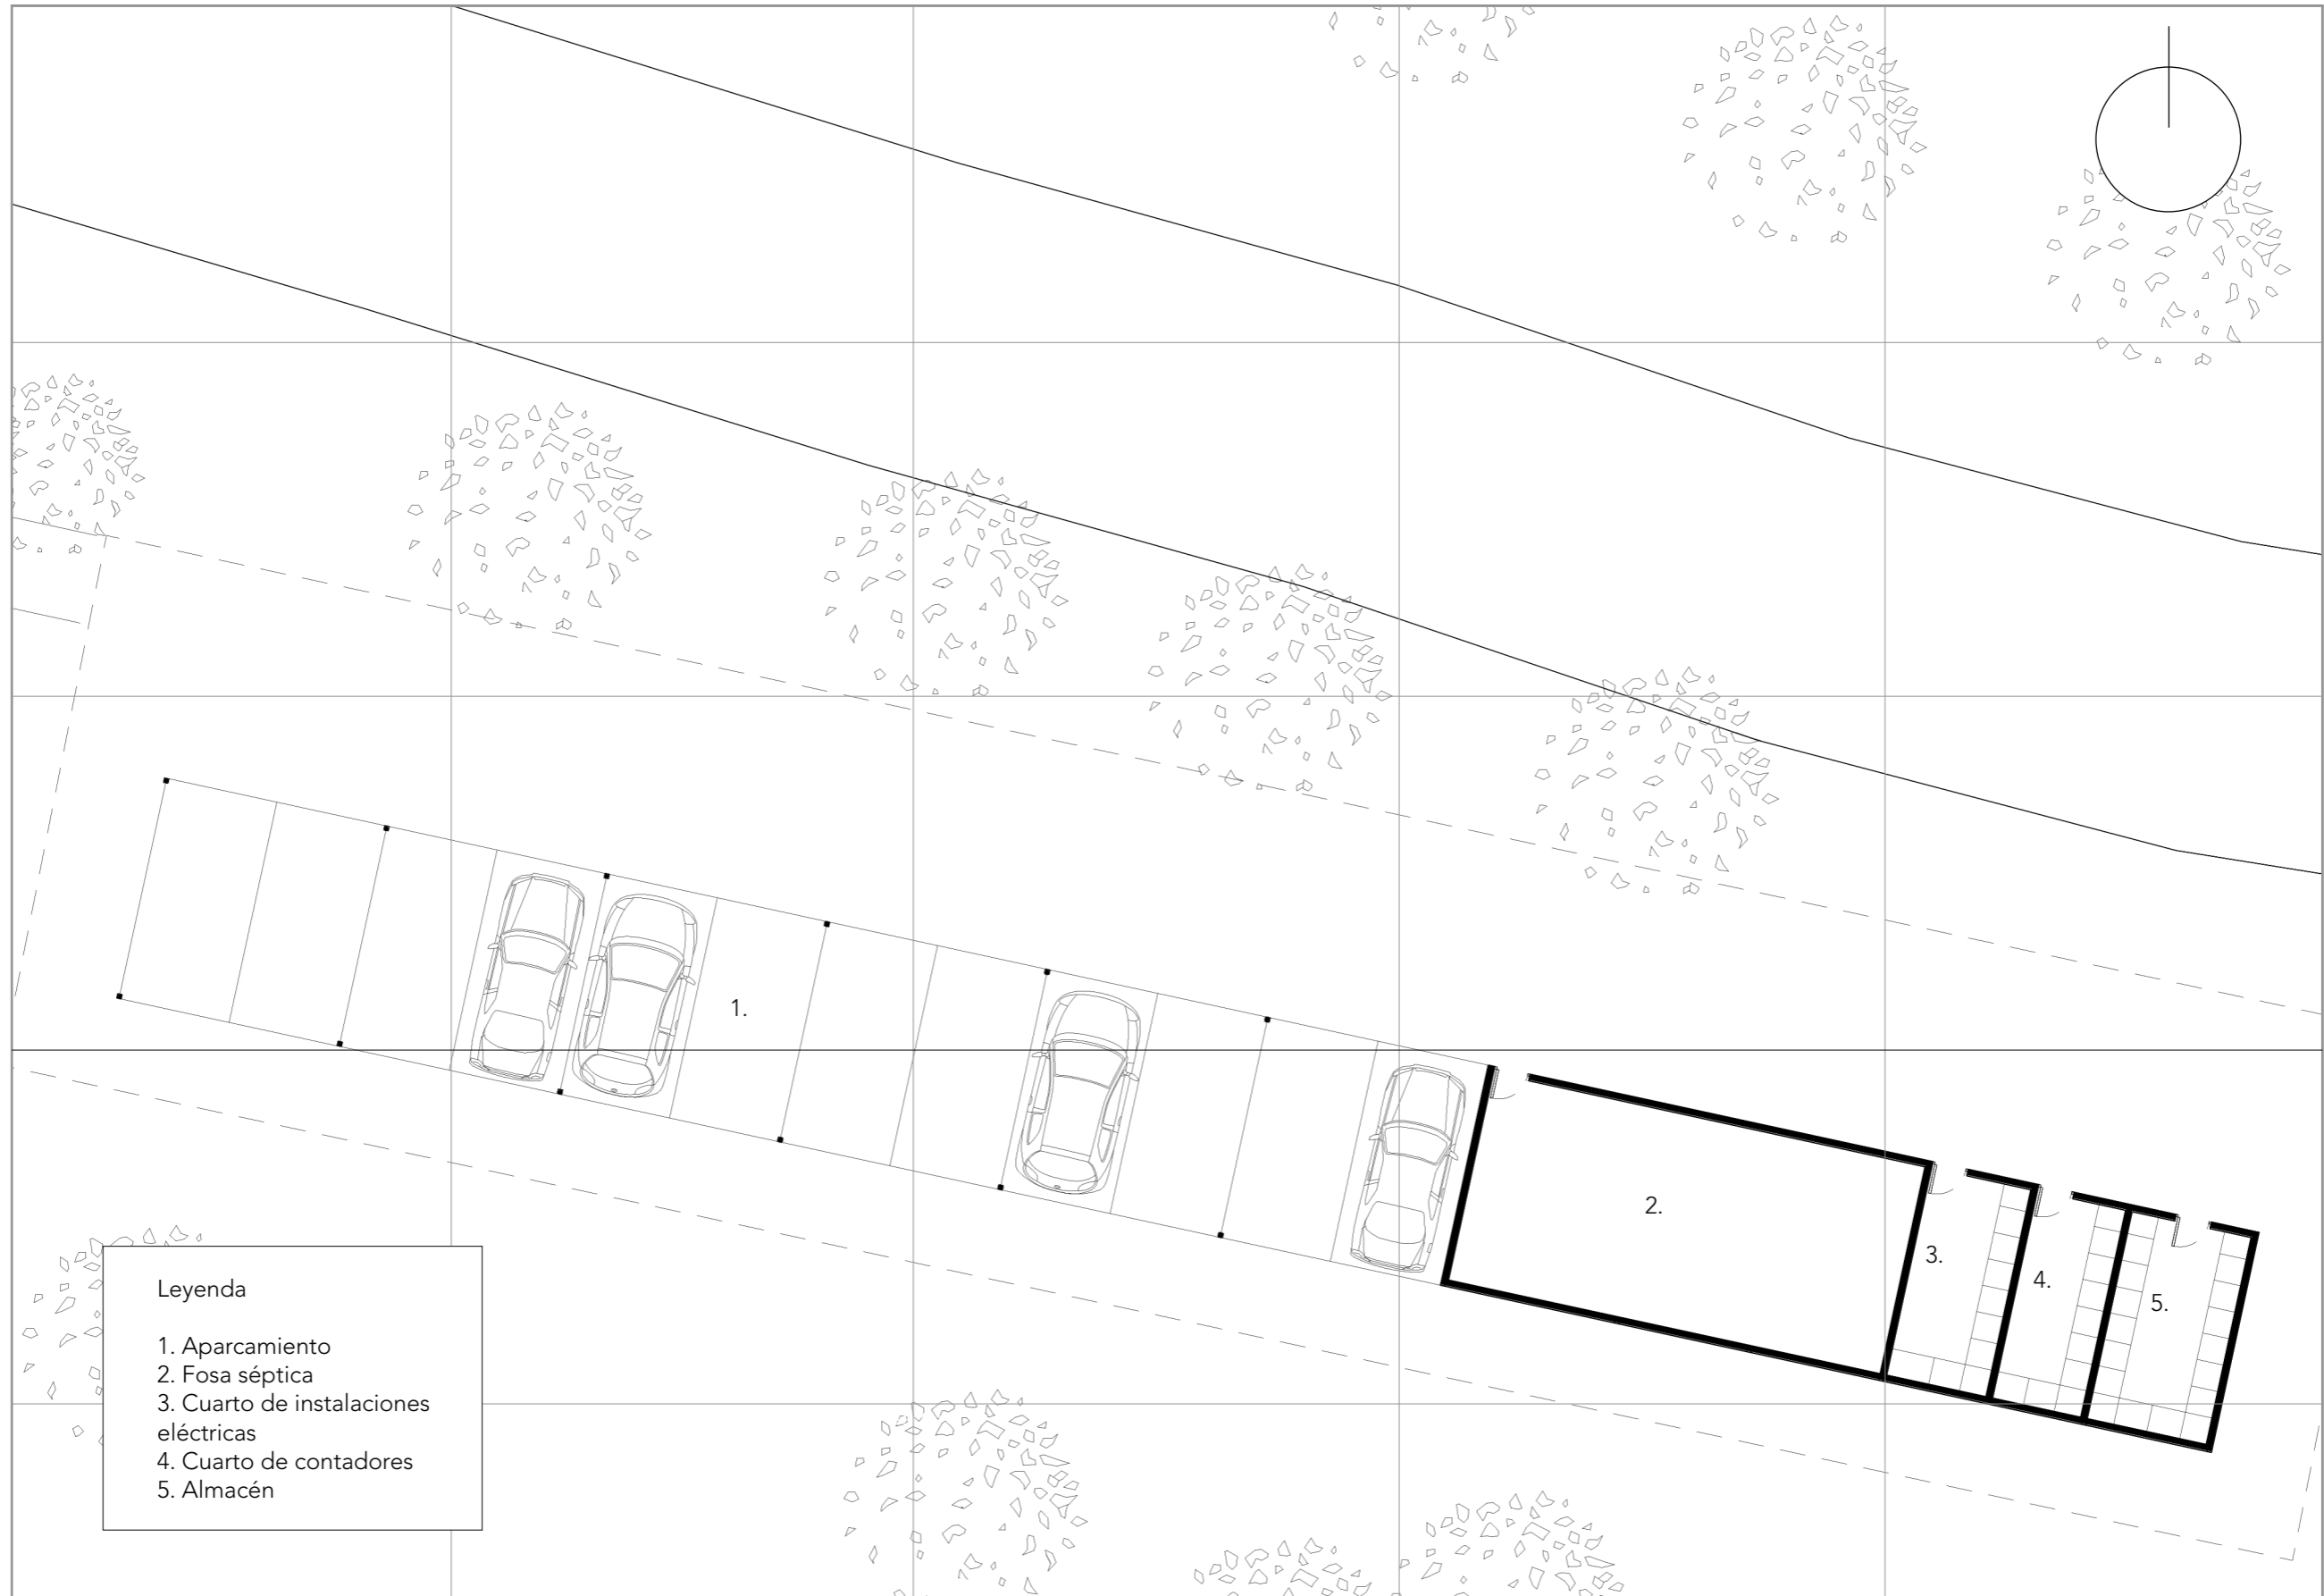 1.
2.
3.
4.
5.
Leyenda
1. Aparcamiento
2. Fosa séptica
3. Cuarto de instalaciones
eléctricas
4. Cuarto de contadores
5. Almacén